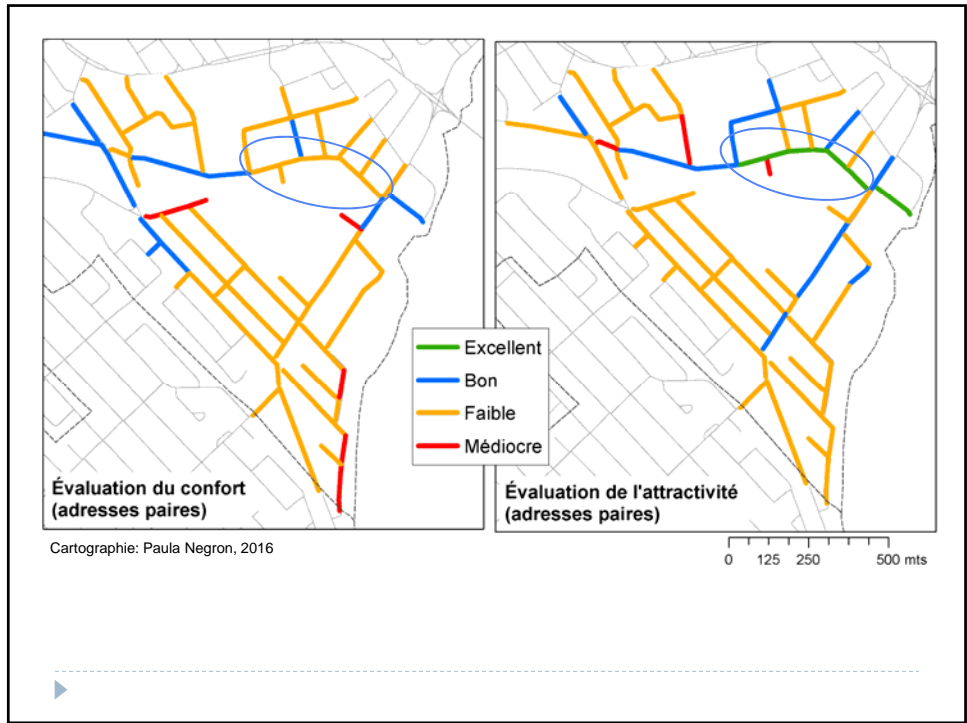 Excellent
Bon
Faible
Médiocre
Évaluation du confort
(adresses paires)
Évaluation de l'attractivité
(adresses paires)
Cartographie: Paula Negron, 2016
0 125 250 500 mts